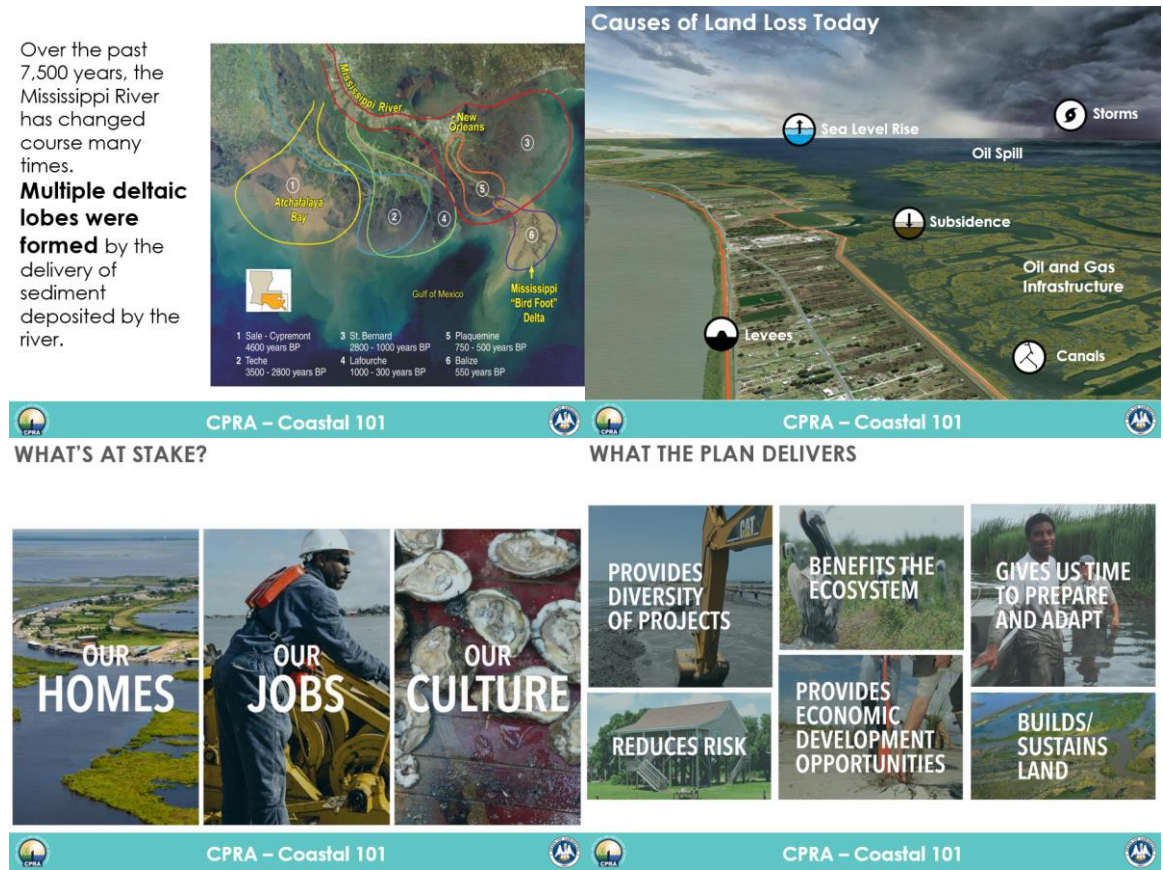 Over the past
7,500 years, the
Mississippi River
has changed
course many
times.
Multiple deltaic
lobes were
formed by the
delivery of
sediment
deposited by the
river.
Mississippi River
New
Orleans
1
Atchafalaya
Bay
2
3
4
5
6
Gulf of Mexico
Mississippi
"Bird Foot"
Delta
1 Sale - Cypremont
4600 years BP
2 Teche
3500 - 2800 years BP
3 St. Bernard
2800 - 1000 years BP
4 Lafourche
1000 - 300 years BP
5 Plaquemine
750 - 500 years BP
6 Balize
550 years BP
CPRA
CPRA – Coastal 101
Causes of Land Loss Today
Sea Level Rise
Storms
Oil Spill
Subsidence
Oil and Gas
Infrastructure
Levees
Canals
CPRA
CPRA – Coastal 101
WHAT'S AT STAKE?
OUR
HOMES
OUR
JOBS
OUR
CULTURE
CPRA
CPRA – Coastal 101
WHAT THE PLAN DELIVERS
PROVIDES
DIVERSITY
OF PROJECTS
CAT
BENEFITS THE
ECOSYSTEM
GIVES US TIME
TO PREPARE
AND ADAPT
REDUCES RISK
PROVIDES
ECONOMIC
DEVELOPMENT
OPPORTUNITIES
BUILDS/
SUSTAINS
LAND
CPRA
CPRA – Coastal 101